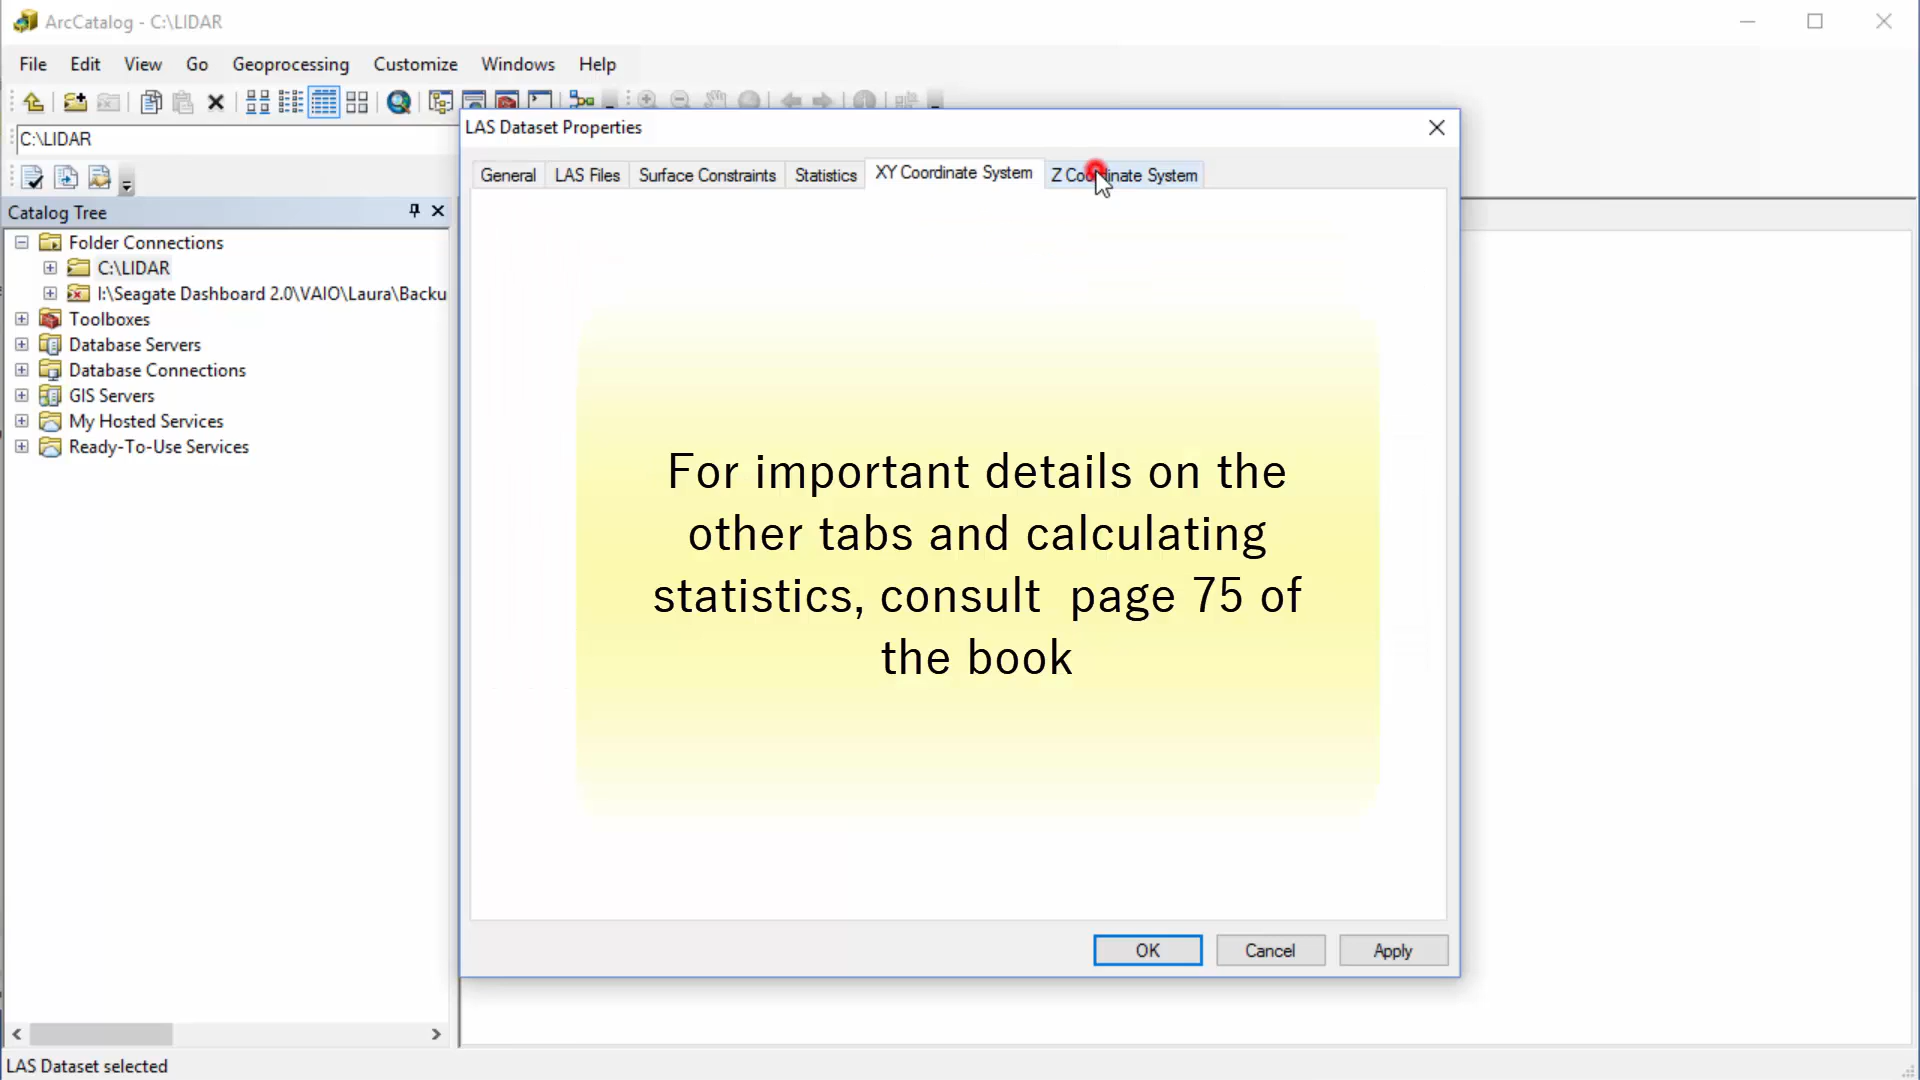 ArcCatalog - C:\LIDAR
File Edit View Go Geoprocessing Customize Windows Help
C:\LIDAR
LAS Dataset Properties
General LAS Files Surface Constraints Statistics XY Coordinate System Z Coordinate System
Catalog Tree
Folder Connections
C:\LIDAR
I:\Seagate Dashboard 2.0\VAIO\Laura\Backu
Toolboxes
Database Servers
Database Connections
GIS Servers
My Hosted Services
Ready-To-Use Services
For important details on the
other tabs and calculating
statistics, consult page 75 of
the book
OK Cancel Apply
LAS Dataset selected